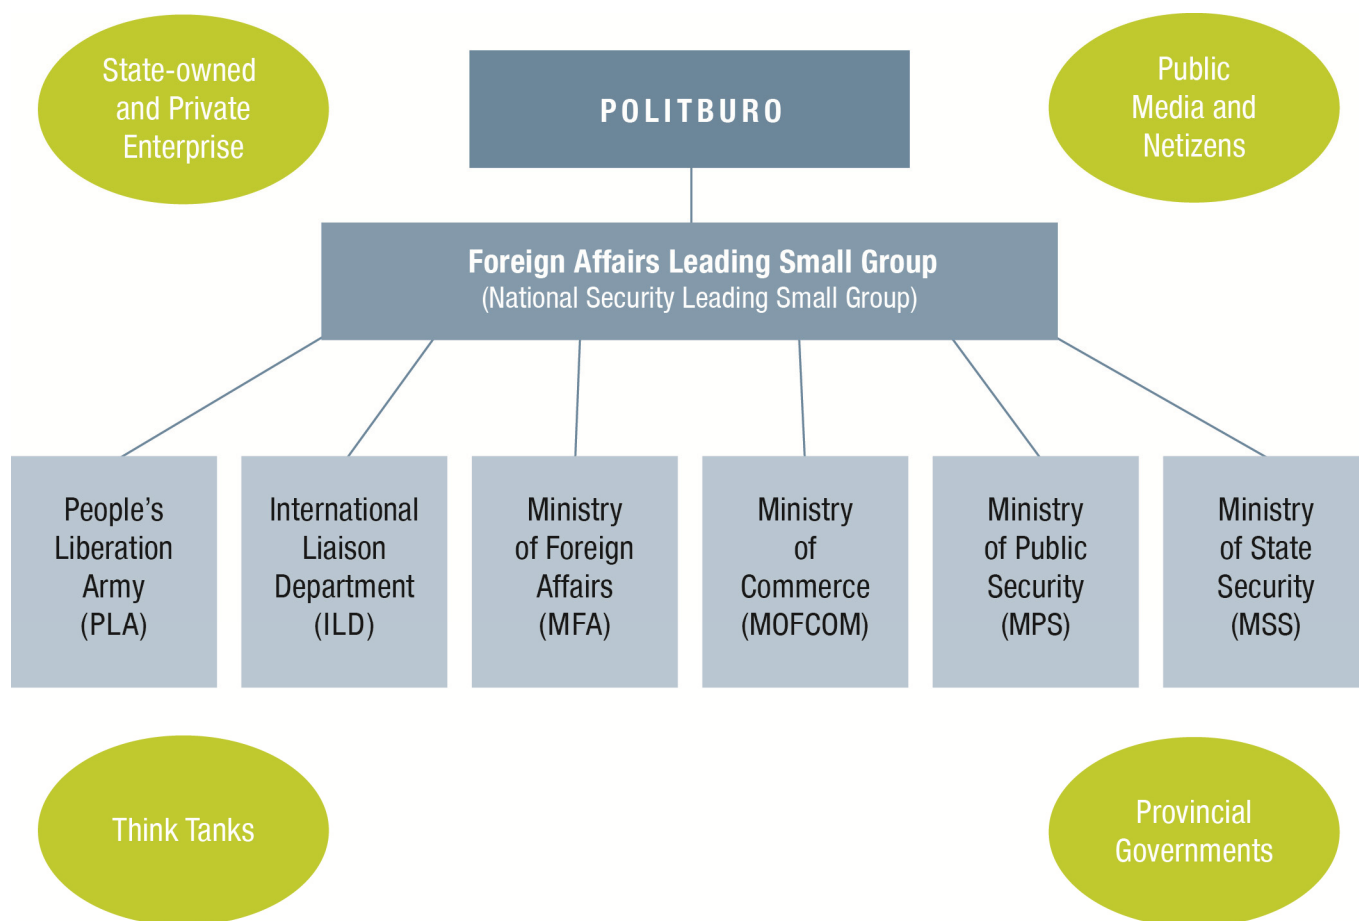 State-owned
and Private
Enterprise
POLITBURO
Public
Media and
Netizens
Foreign Affairs Leading Small Group
(National Security Leading Small Group)
People’s
Liberation
Army
(PLA)
International
Liaison
Department
(ILD)
Ministry
of Foreign
Affairs
(MFA)
Ministry
of
Commerce
(MOFCOM)
Ministry
of Public
Security
(MPS)
Ministry
of State
Security
(MSS)
Think Tanks
Provincial
Governments